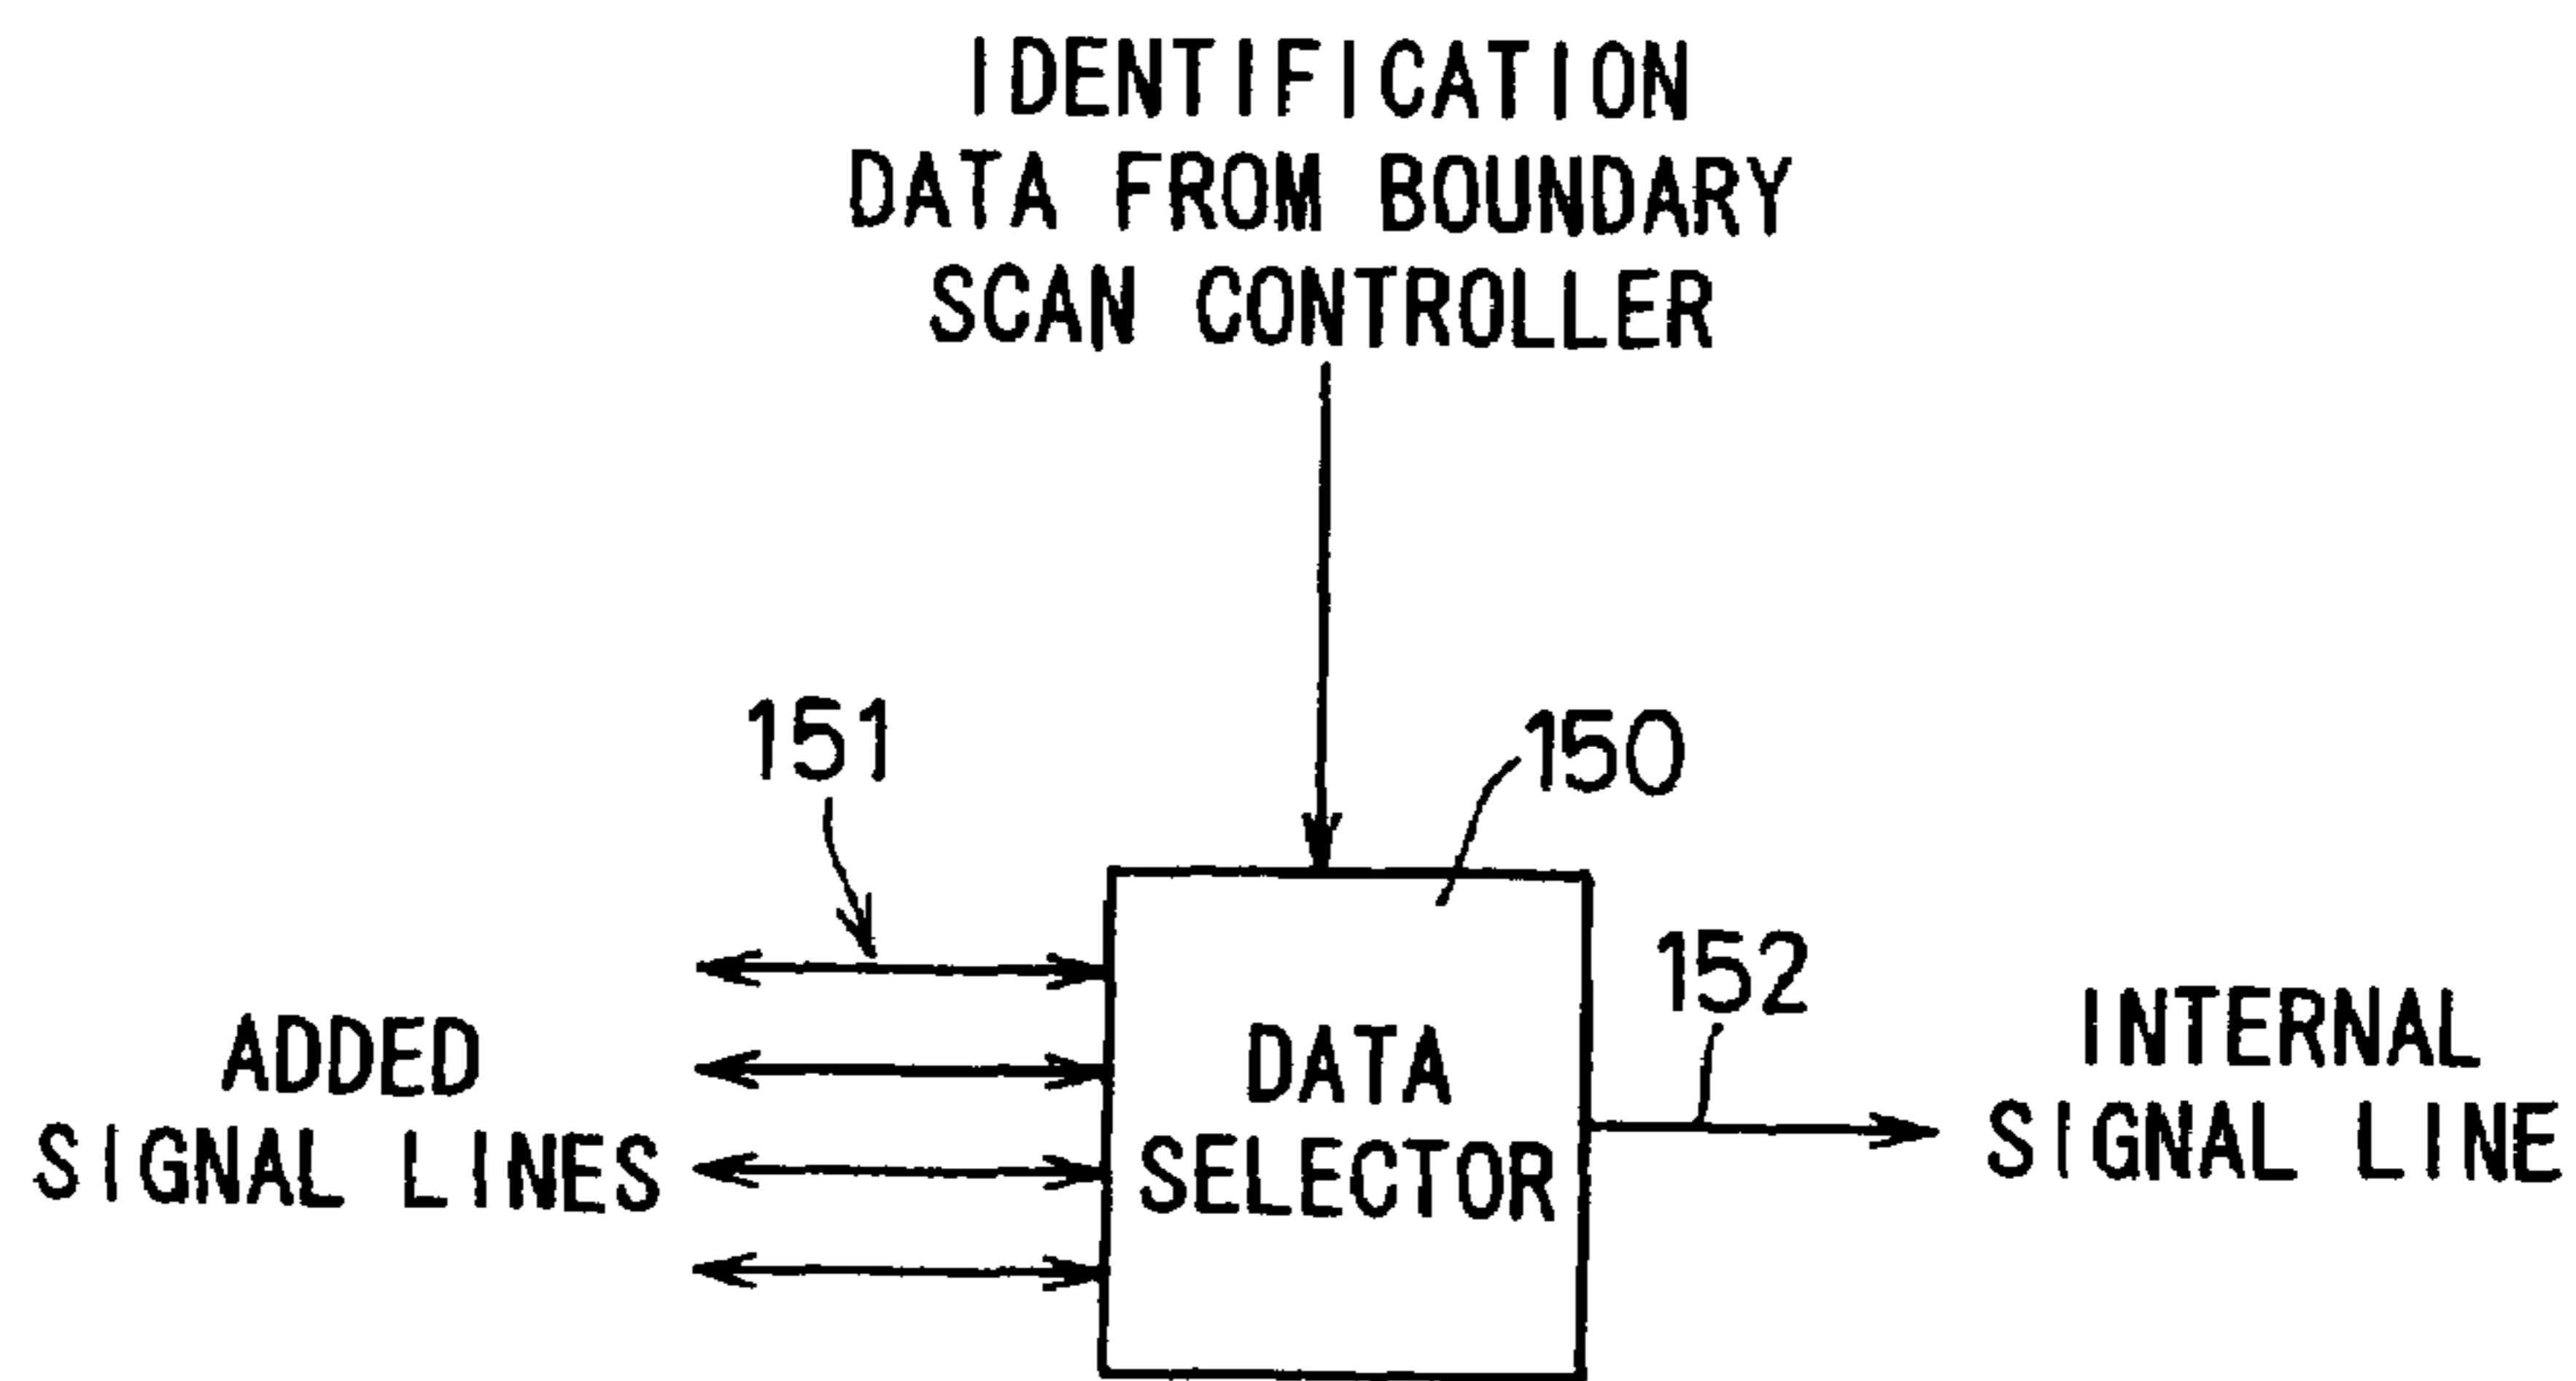 IDENTIFICATION
DATA FROM BOUNDARY
SCAN CONTROLLER
151
150
152
ADDED
SIGNAL LINES
DATA
SELECTOR
INTERNAL
SIGNAL LINE